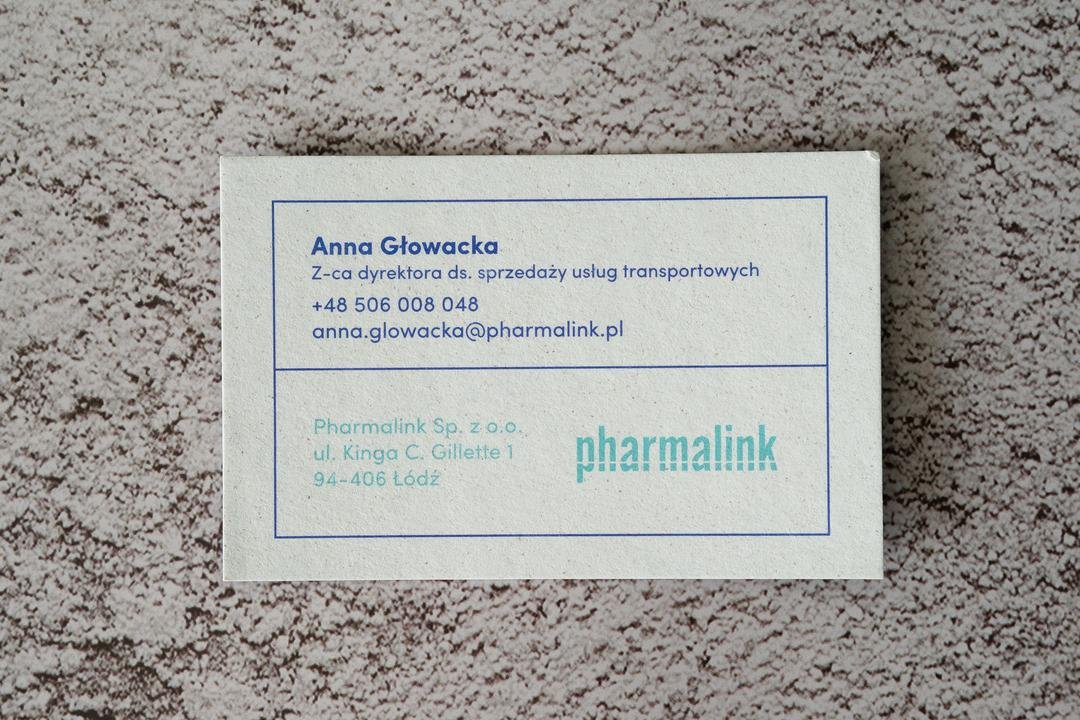 Anna Głowacka
Z-ca dyrektora ds. sprzedaży usług transportowych
+48 506 008 048
anna.glowacka@pharmalink.pl
Pharmalink Sp. z o.o.
ul. Kinga C. Gillette 1
94-406 Łódź
pharmalink